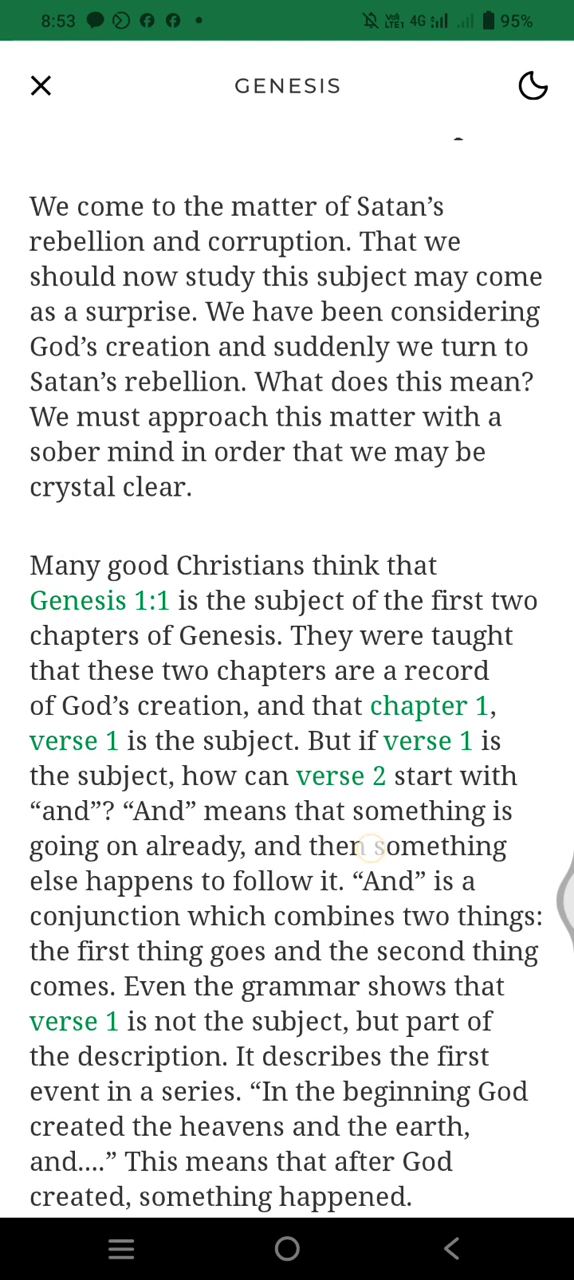 8:53
Vo)) LTE1 4G 95%
GENESIS
We come to the matter of Satan’s
rebellion and corruption. That we
should now study this subject may come
as a surprise. We have been considering
God’s creation and suddenly we turn to
Satan’s rebellion. What does this mean?
We must approach this matter with a
sober mind in order that we may be
crystal clear.
Many good Christians think that
Genesis 1:1 is the subject of the first two
chapters of Genesis. They were taught
that these two chapters are a record
of God’s creation, and that chapter 1,
verse 1 is the subject. But if verse 1 is
the subject, how can verse 2 start with
“and”? “And” means that something is
going on already, and then something
else happens to follow it. “And” is a
conjunction which combines two things:
the first thing goes and the second thing
comes. Even the grammar shows that
verse 1 is not the subject, but part of
the description. It describes the first
event in a series. “In the beginning God
created the heavens and the earth,
and....” This means that after God
created, something happened.